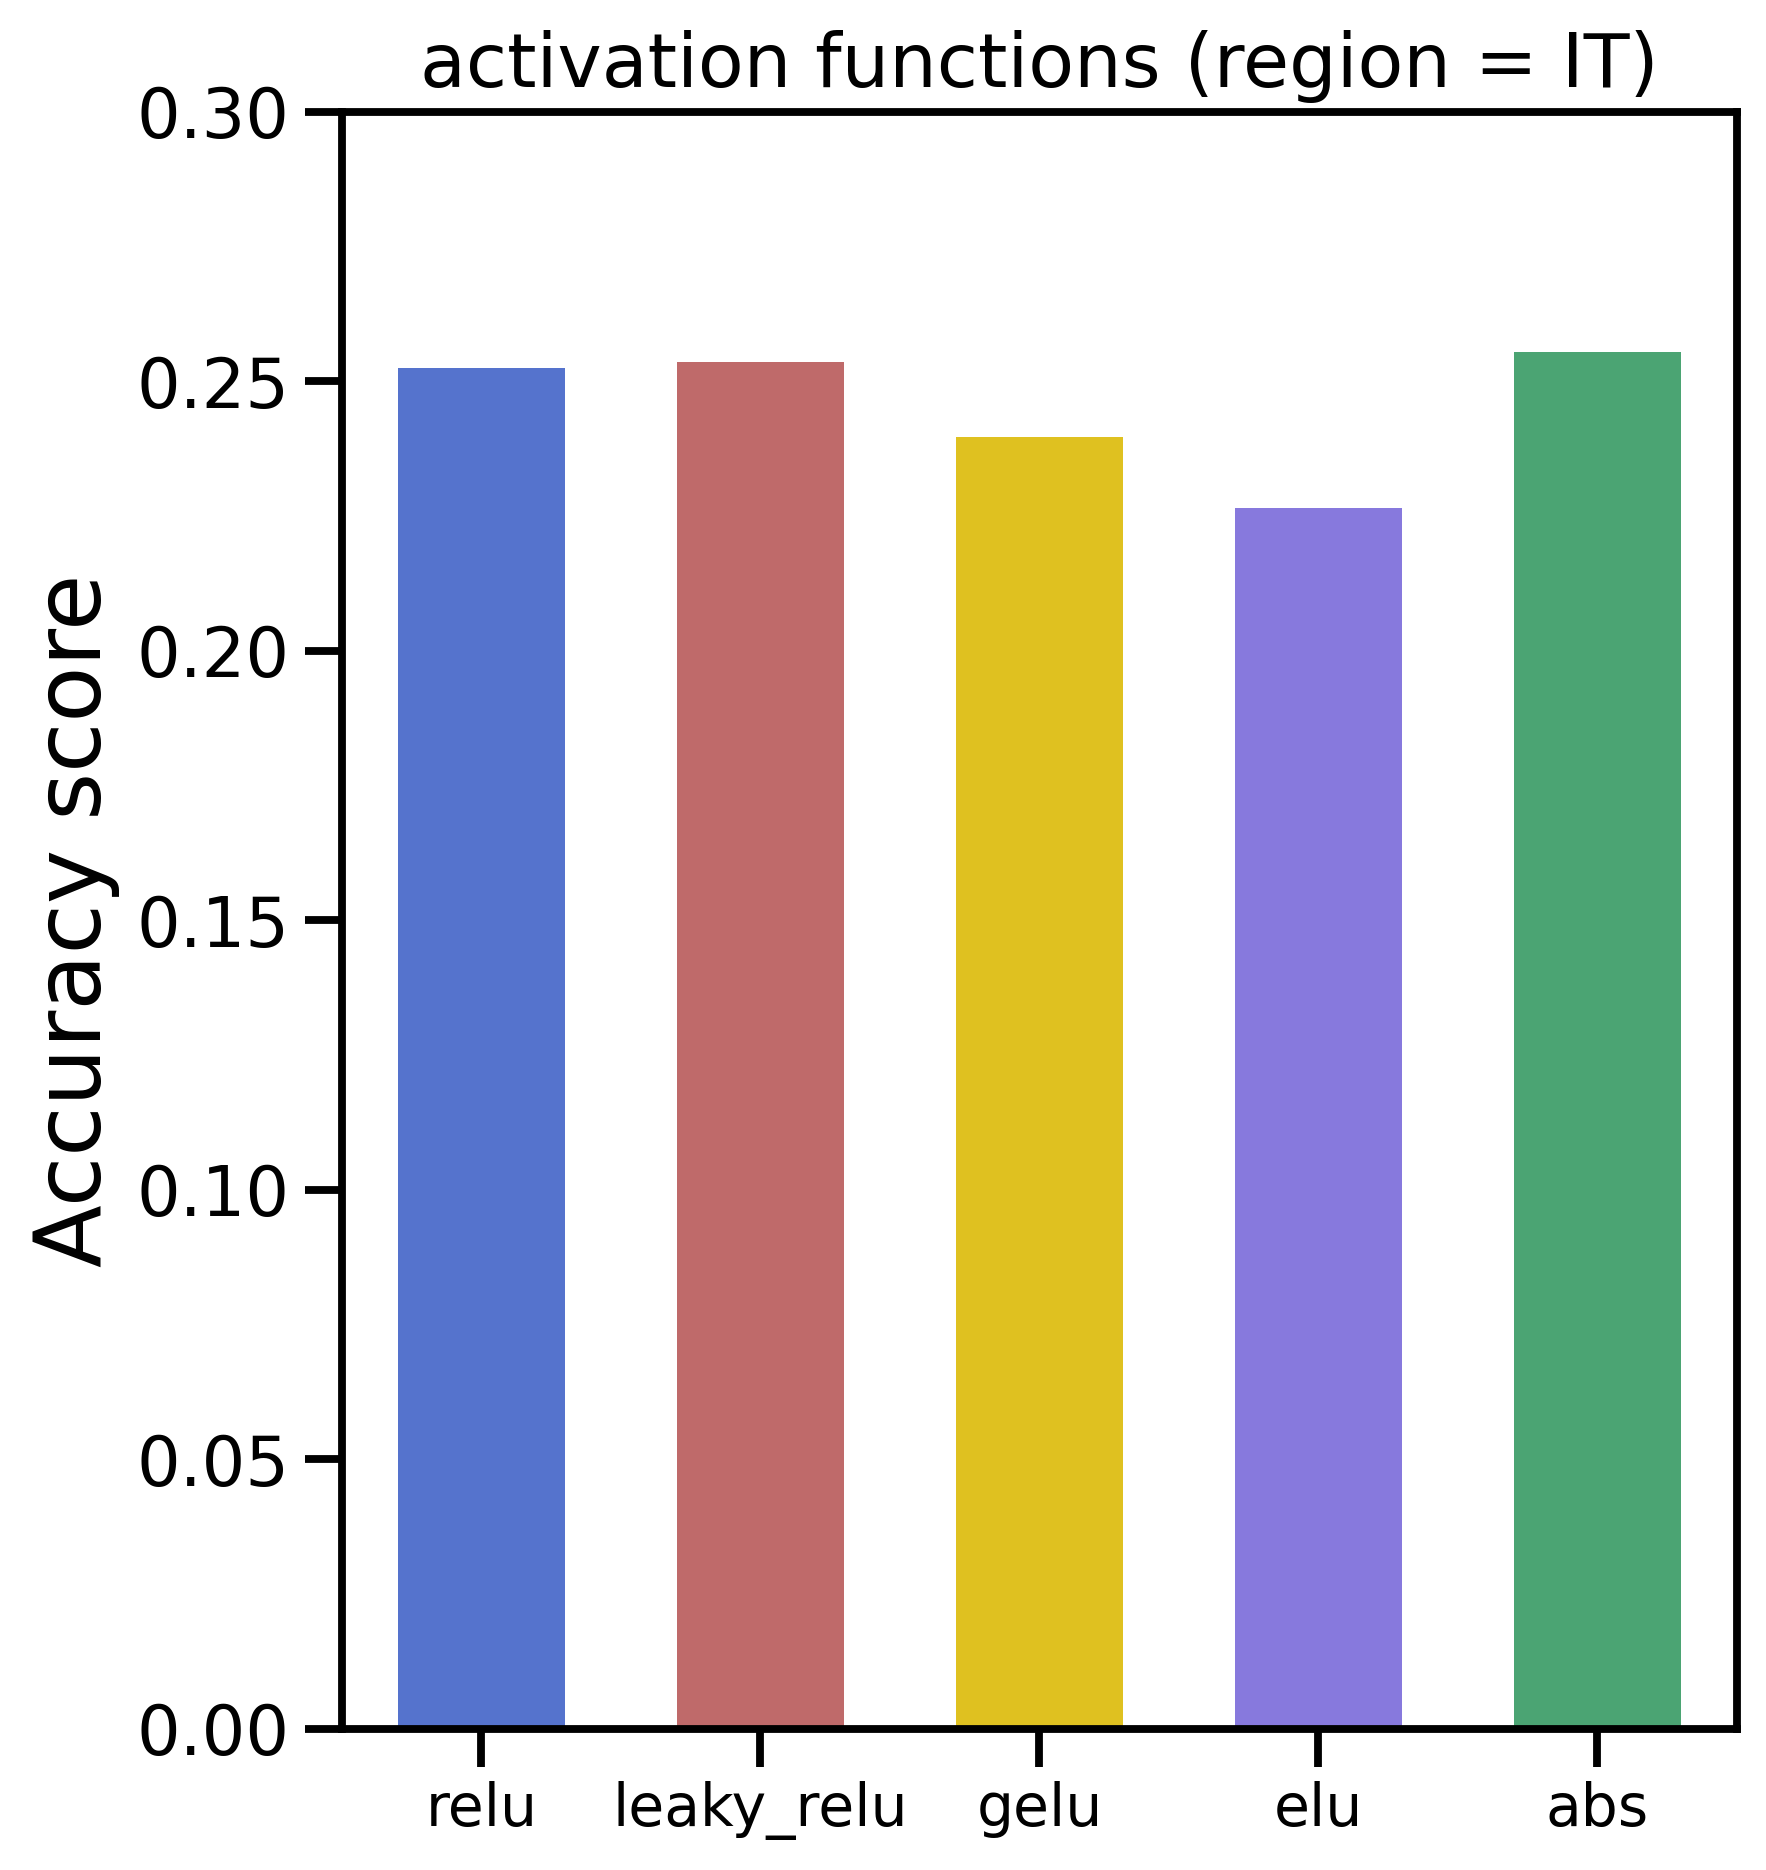 activation functions (region = IT)
0.30
0.25
0.20
0.15
0.10
0.05
0.00
Accuracy score
relu leaky_relu gelu elu abs